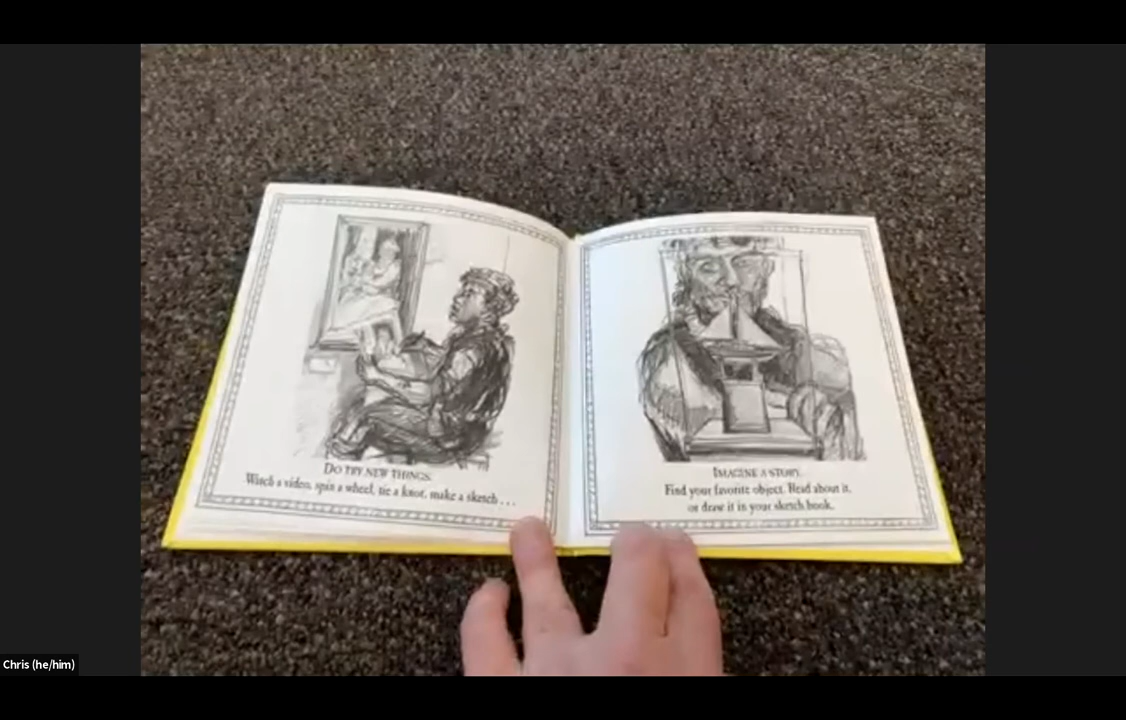 DO TRY NEW THINGS.
Watch a video, spin a wheel, tie a knot, make a sketch . . .
IMAGINE A STORY.
Find your favorite object. Read about it,
or draw it in your sketch book.
Chris (he/him)